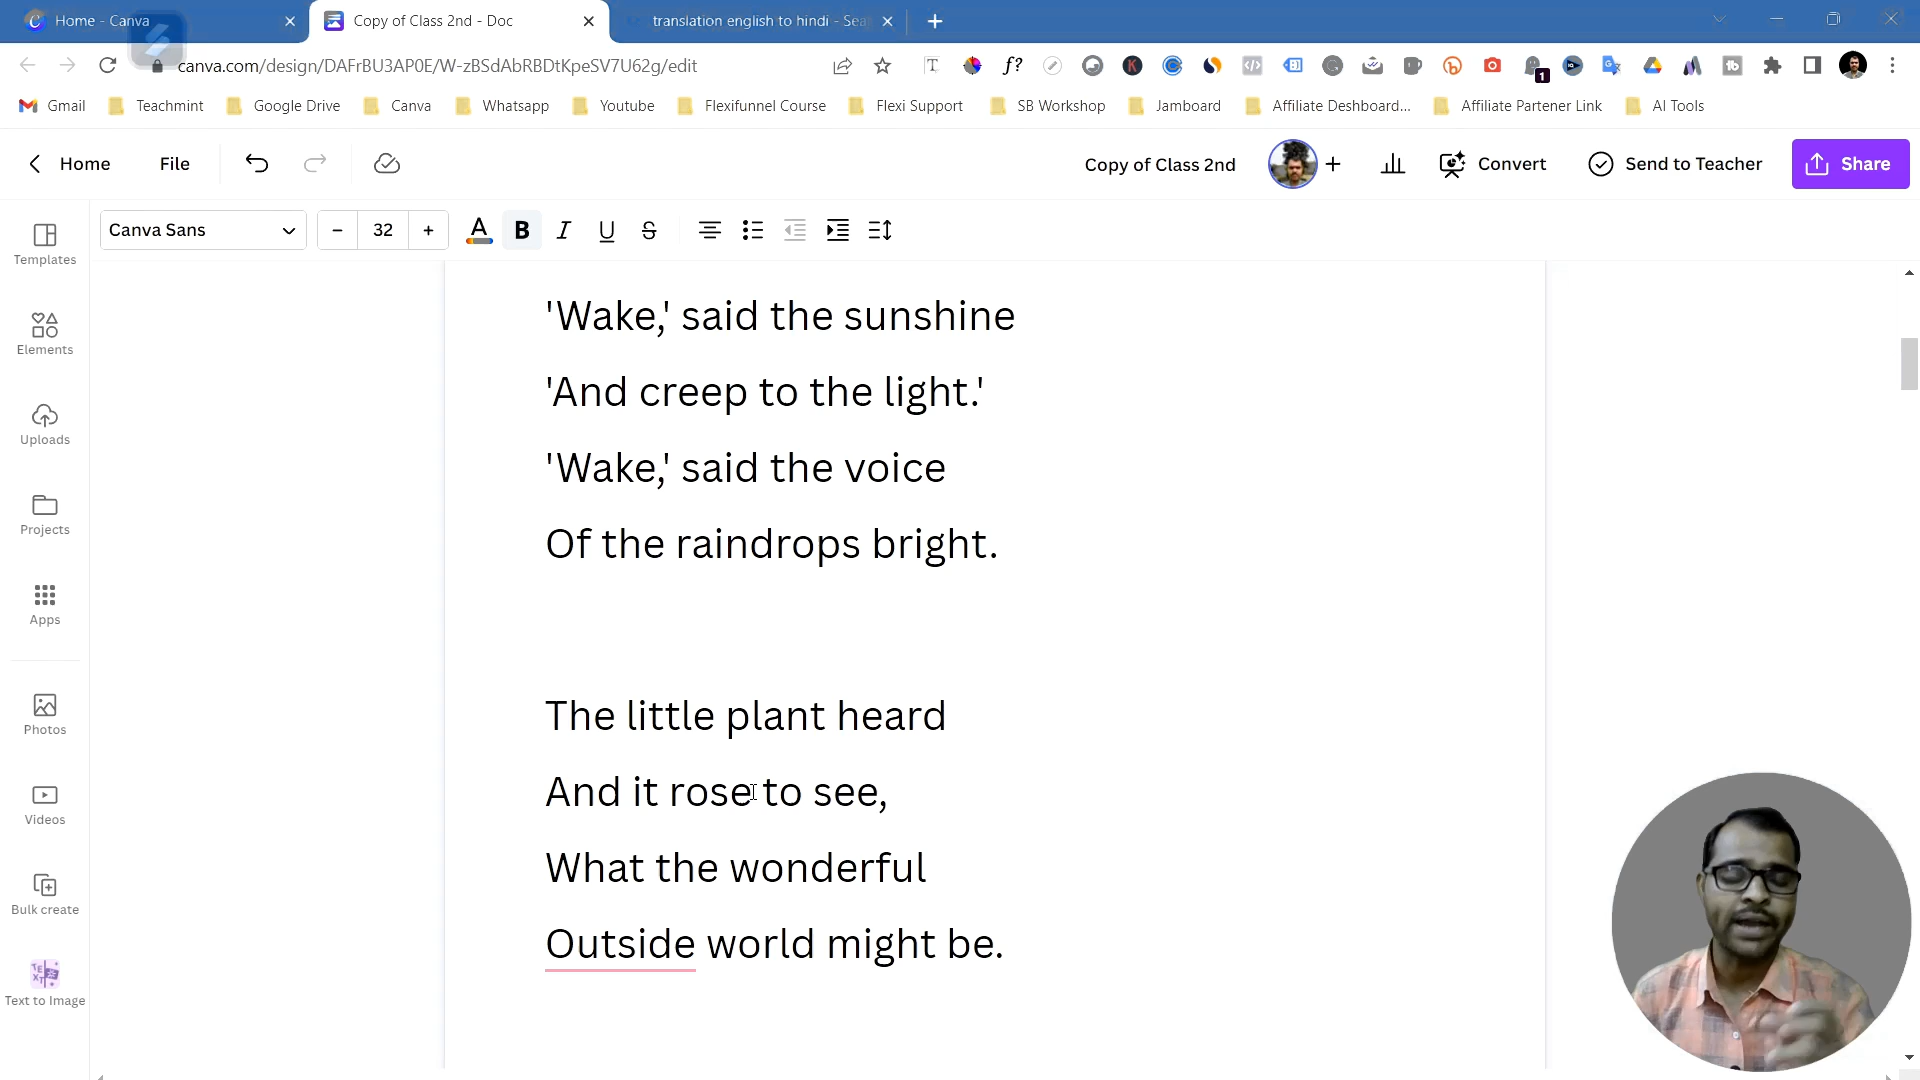 Home - Canva
Copy of Class 2nd - Doc
translation english to hindi - Sea
canva.com/design/DAFrBU3AP0E/W-zBSdAbRBDtKpeSV7U62g/edit
Gmail
Teachmint
Google Drive
Canva
Whatsapp
Youtube
Flexifunnel Course
Flexi Support
SB Workshop
Jamboard
Affiliate Deshboard...
Affiliate Partener Link
AI Tools
Home
File
Copy of Class 2nd
Convert
Send to Teacher
Share
Canva Sans
32
Templates
Elements
Uploads
Projects
Apps
Photos
Videos
Bulk create
Text to Image
'Wake,' said the sunshine
'And creep to the light.'
'Wake,' said the voice
Of the raindrops bright.
The little plant heard
And it rose to see,
What the wonderful
Outside world might be.